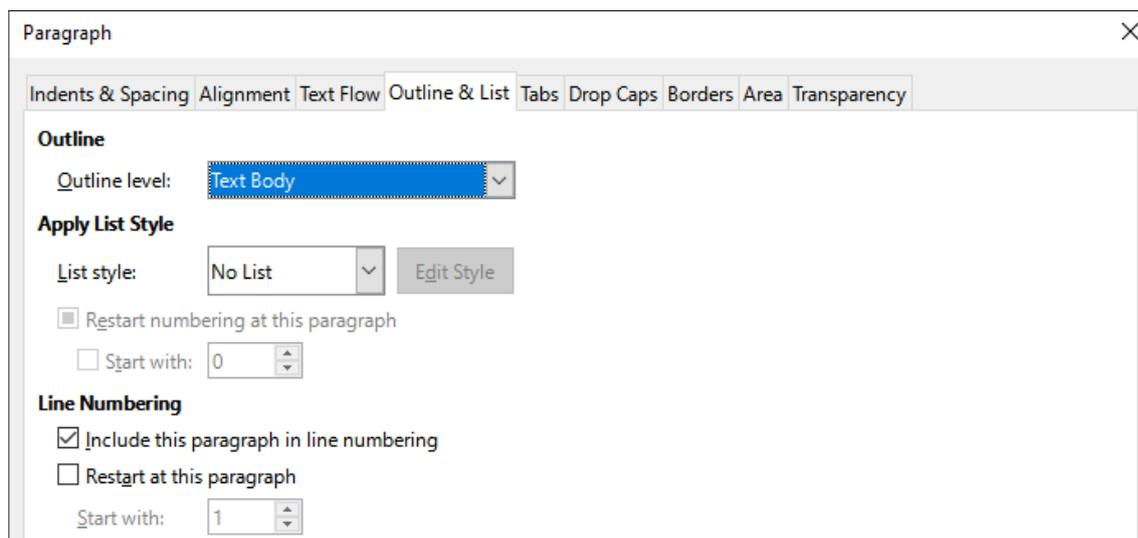 Paragraph
Indents & Spacing Alignment Text Flow Outline & List Tabs Drop Caps Borders Area Transparency
Outline
Outline level: Text Body
Apply List Style
List style: No List Edit Style
Restart numbering at this paragraph
Start with: 0
Line Numbering
Include this paragraph in line numbering
Restart at this paragraph
Start with: 1